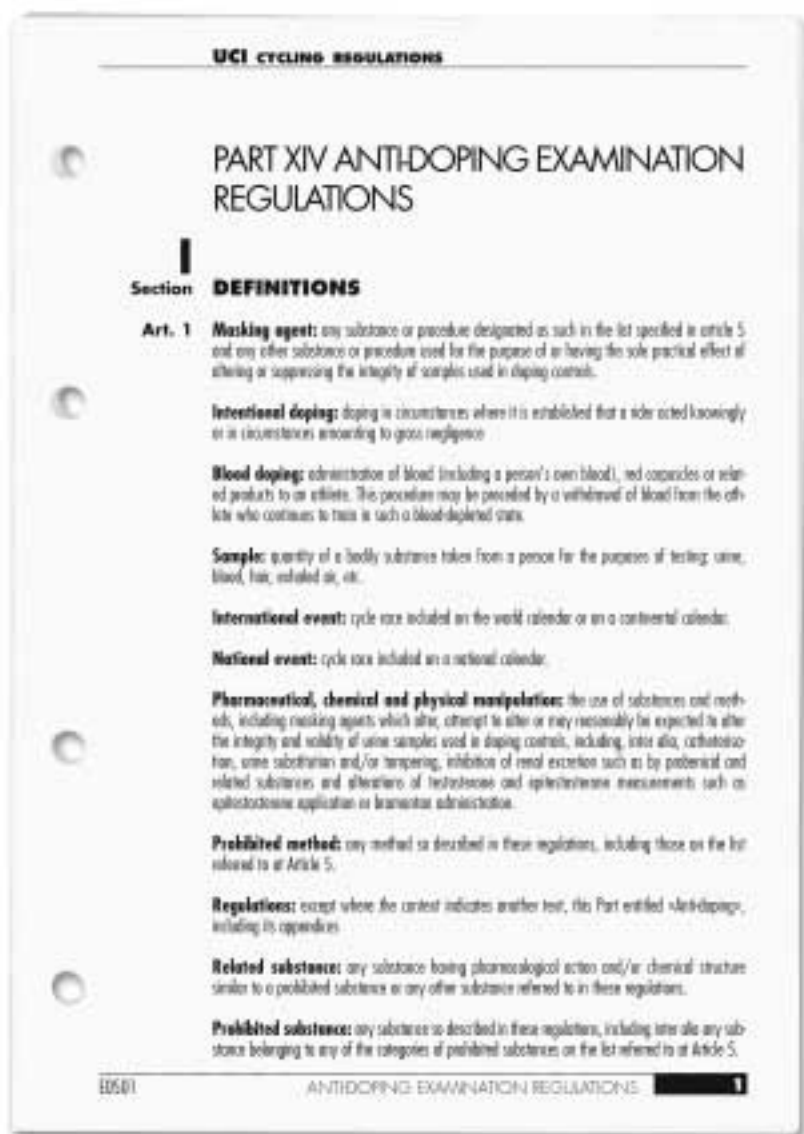 UCI CYCLING REGULATIONS
PART XIV ANTI-DOPING EXAMINATION
REGULATIONS
I
Section DEFINITIONS
Art. 1 Masking agent: any substance or procedure designated as such in the list specified in article 5
and any other substance or procedure used for the purpose of or having the sole practical effect of
altering or suppressing the integrity of samples used in doping controls.
Intentional doping: doping in circumstances where it is established that a rider acted knowingly
or in circumstances amounting to gross negligence
Blood doping: administration of blood (including a person's own blood), red corpuscles or relat-
ed products to an athlete. This procedure may be preceded by a withdrawal of blood from the ath-
lete who continues to train in such a blood-depleted state.
Sample: quantity of a bodily substance taken from a person for the purposes of testing: urine,
blood, hair, exhaled air, etc.
International event: cycle race included on the world calendar or on a continental calendar.
National event: cycle race included on a national calendar.
Pharmaceutical, chemical and physical manipulation: the use of substances and meth-
ods, including masking agents which alter, attempt to alter or may reasonably be expected to alter
the integrity and validity of urine samples used in doping controls, including, inter alia, catheterisa-
tion, urine substitution and/or tampering, inhibition of renal excretion such as by probenicid and
related substances and alterations of testosterone and epitestosterone measurements such as
epitestosterone application or bromantan administration.
Prohibited method: any method so described in these regulations, including those on the list
referred to at Article 5.
Regulations: except where the context indicates another text, this Part entitled «Anti-doping»,
including its appendices
Related substance: any substance having pharmacological action and/or chemical structure
similar to a prohibited substance or any other substance referred to in these regulations.
Prohibited substance: any substance so described in these regulations, including inter alia any sub-
stance belonging to any of the categories of prohibited substances on the list referred to at Article 5.
E0501 ANTI-DOPING EXAMINATION REGULATIONS 1